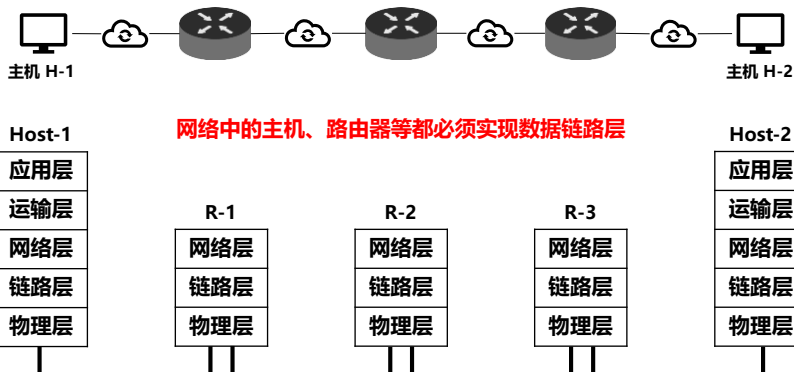 主机 H-1
主机 H-2
网络中的主机、路由器等都必须实现数据链路层
Host-1
Host-2
应用层
运输层
网络层
链路层
物理层
R-1
网络层
链路层
物理层
R-2
网络层
链路层
物理层
R-3
网络层
链路层
物理层
应用层
运输层
网络层
链路层
物理层